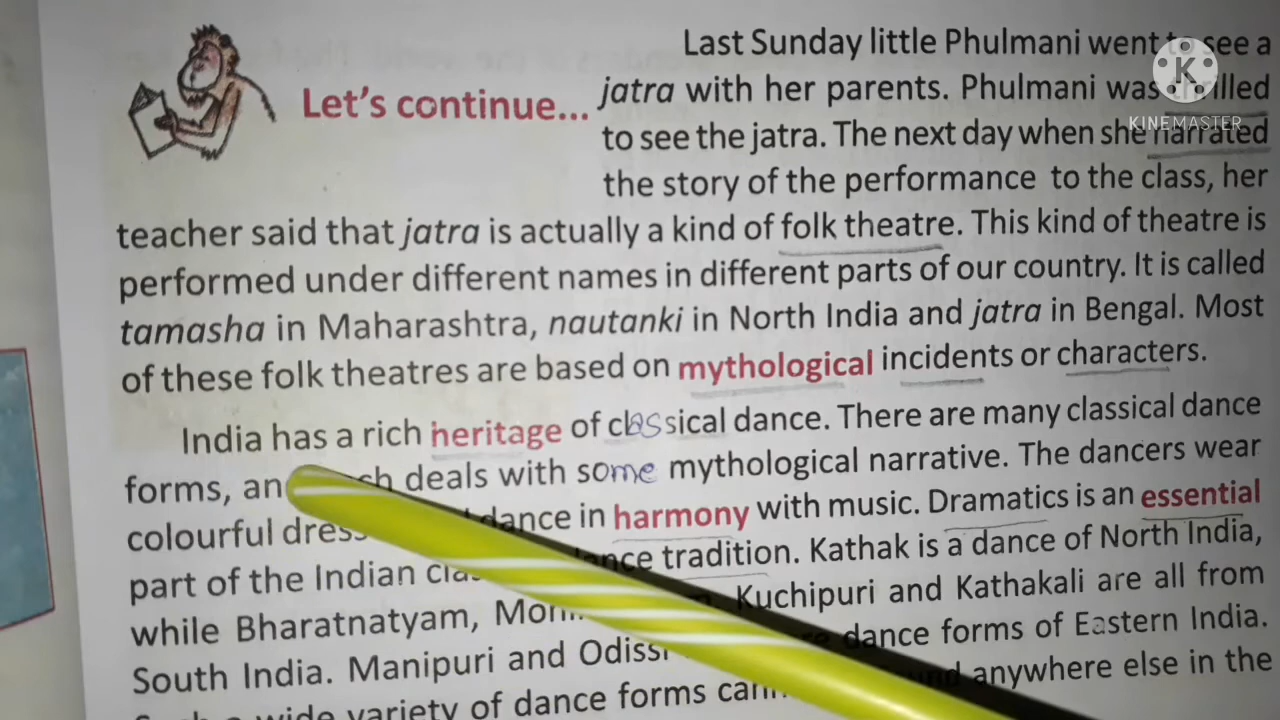 Last Sunday little Phulmani went to see a
Let's continue... jatra with her parents. Phulmani was thrilled
to see the jatra. The next day when she narrated
the story of the performance to the class, her
teacher said that jatra is actually a kind of folk theatre. This kind of theatre is
performed under different names in different parts of our country. It is called
tamasha in Maharashtra, nautanki in North India and jatra in Bengal. Most
of these folk theatres are based on mythological incidents or characters.
India has a rich heritage of classical dance. There are many classical dance
forms, deals with some mythological narrative. The dancers wear
colourful dance in harmony with music. Dramatics is an essential
part of the Indian tradition. Kathak is a dance of North India,
while Bharatnatyam, Kuchipuri and Kathakali are all from
South India. Manipuri and Odissi dance forms of Eastern India.
wide variety of dance forms anywhere else in the
K
KINEMASTER